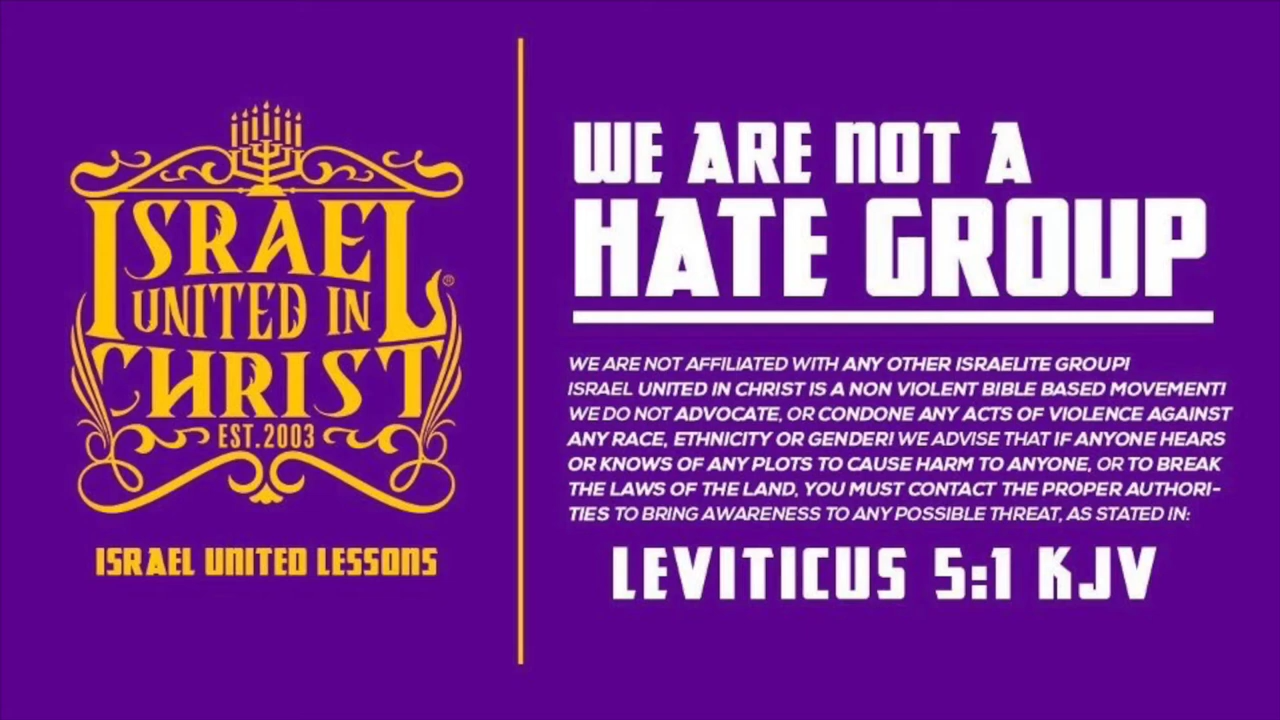 ISRAEL
UNITED IN
CHRIST
EST.2003
ISRAEL UNITED LESSONS
WE ARE NOT A
HATE GROUP
WE ARE NOT AFFILIATED WITH ANY OTHER ISRAELITE GROUP!
ISRAEL UNITED IN CHRIST IS A NON VIOLENT BIBLE BASED MOVEMENT!
WE DO NOT ADVOCATE, OR CONDONE ANY ACTS OF VIOLENCE AGAINST
ANY RACE, ETHNICITY OR GENDER! WE ADVISE THAT IF ANYONE HEARS
OR KNOWS OF ANY PLOTS TO CAUSE HARM TO ANYONE, OR TO BREAK
THE LAWS OF THE LAND, YOU MUST CONTACT THE PROPER AUTHORI-
TIES TO BRING AWARENESS TO ANY POSSIBLE THREAT, AS STATED IN:
LEVITICUS 5:1 KJV